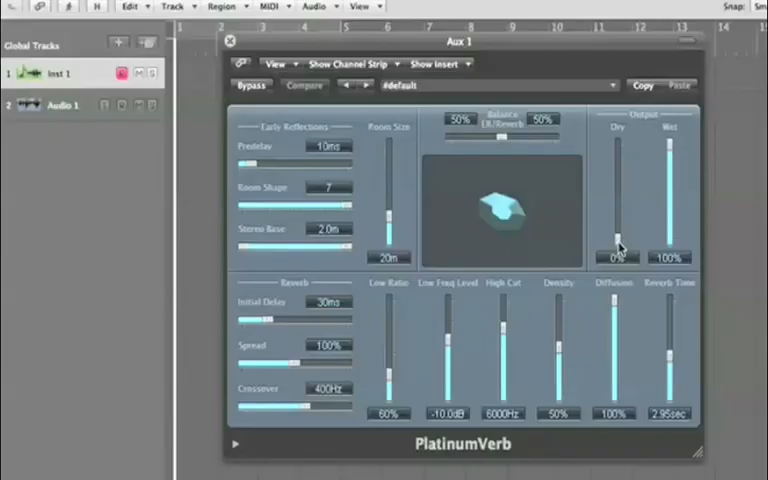 Edit Track Region MIDI Audio View Snap: Sm
1 2 3 4 5 6 7 8 9 10 11 12 13 14 15
Global Tracks
Aux 1
View Show Channel Strip Show Insert
Bypass Compare #default Copy Paste
1 Inst 1 R M S
2 Audio 1
Early Reflections Room Size
Predelay 10ms
Room Shape 7
Stereo Base 2.0m
20m
50% Balance ER/Reverb 50%
Output
Dry Wet
0% 100%
Reverb
Initial Delay 30ms
Spread 100%
Crossover 400Hz
Low Ratio Low Freq Level High Cut Density Diffusion Reverb Time
60% -10.0dB 6000Hz 50% 100% 2.95sec
PlatinumVerb